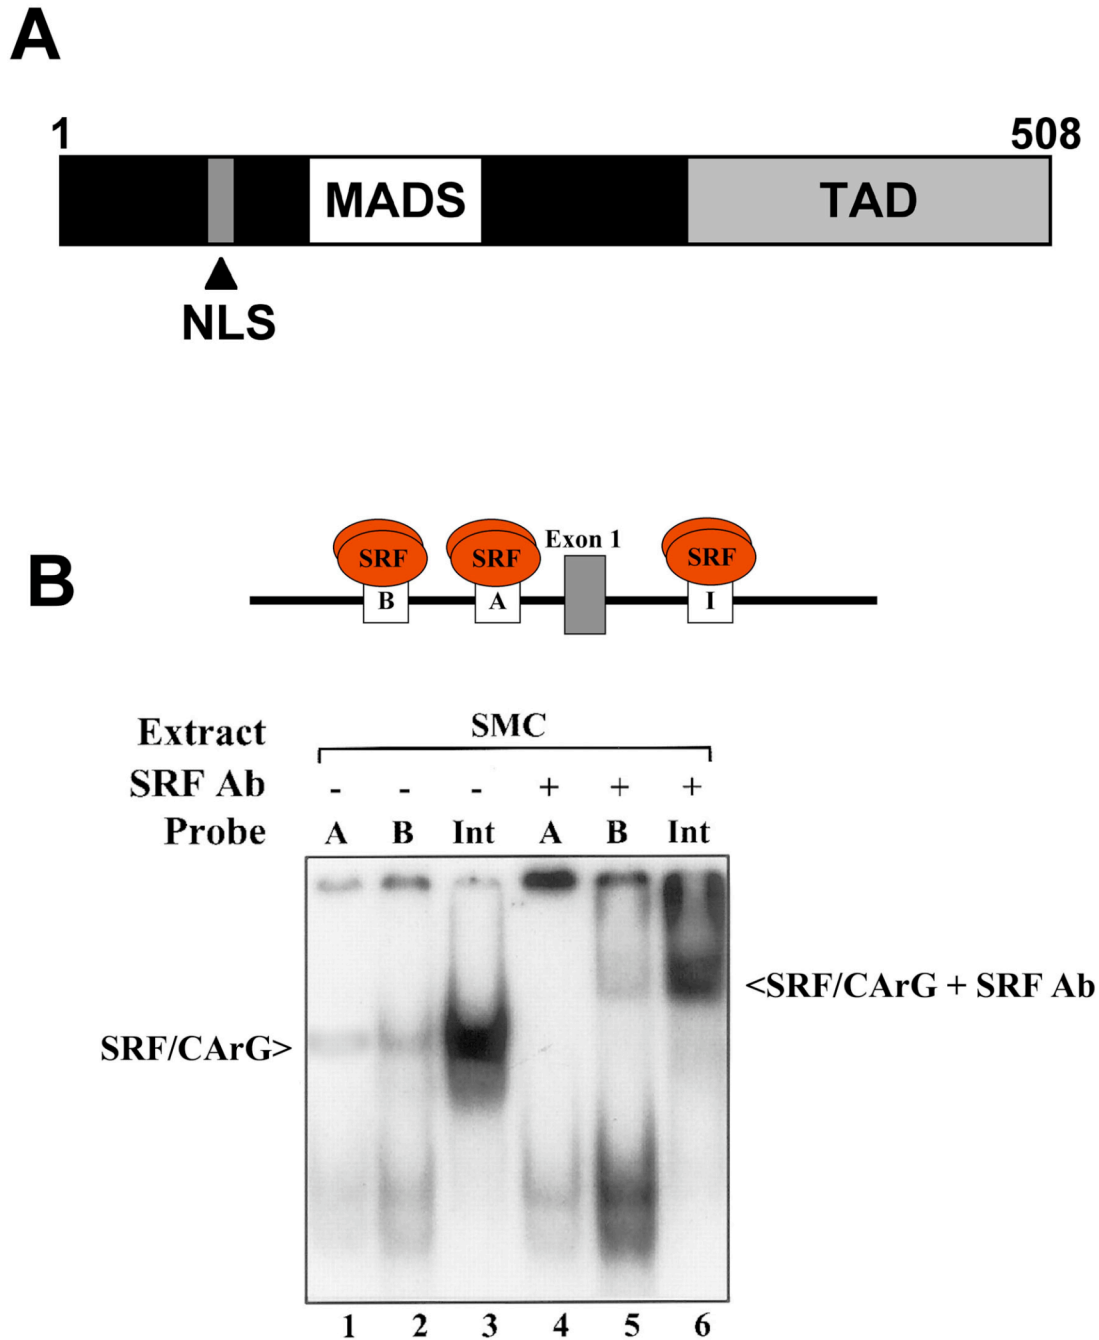 A
1 508
MADS TAD
NLS
B
SRF SRF Exon 1 SRF
B A I
Extract SMC
SRF Ab - - - + + +
Probe A B Int A B Int
<SRF/CArG + SRF Ab
SRF/CArG>
1 2 3 4 5 6